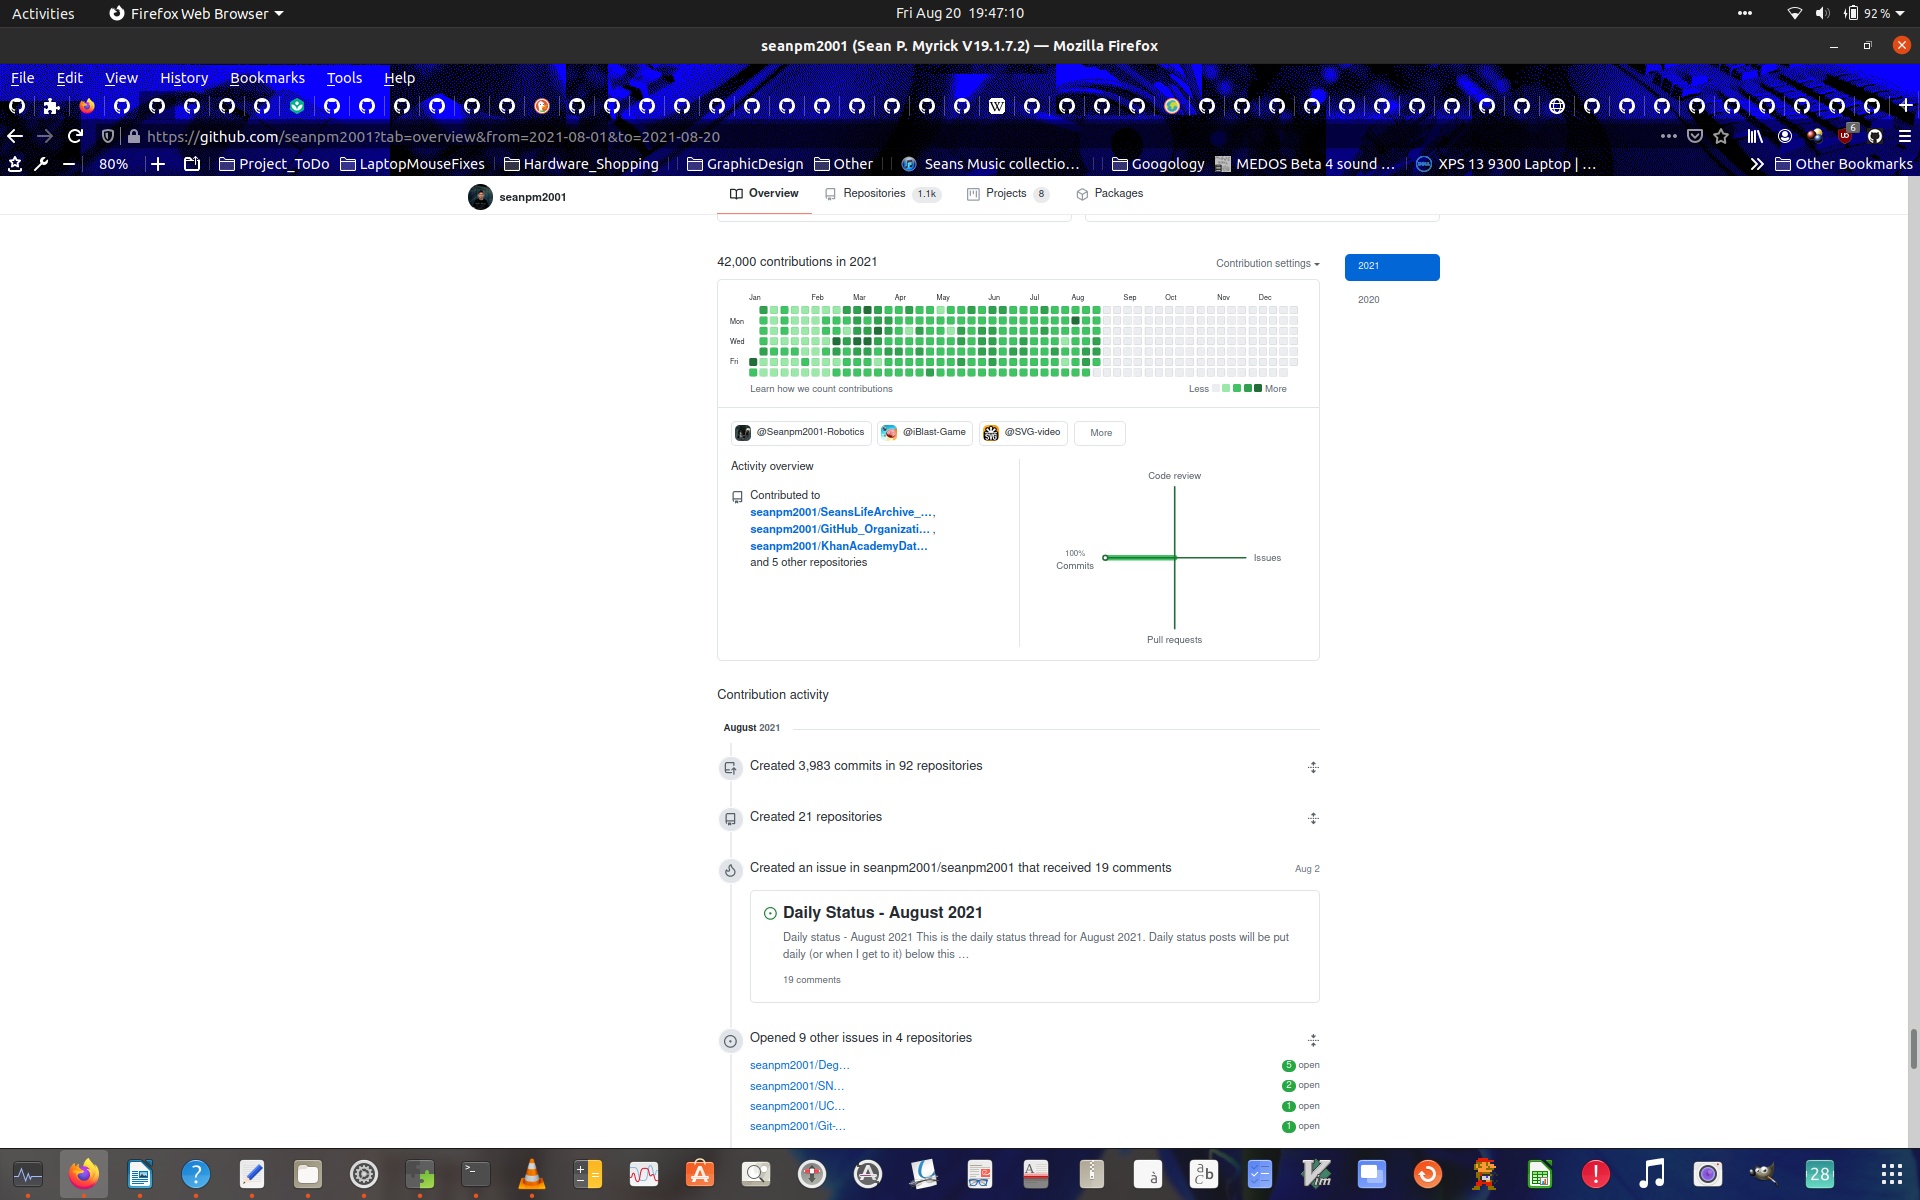 Activities Firefox Web Browser Fri Aug 20 19:47:10 92 %
seanpm2001 (Sean P. Myrick V19.1.7.2) — Mozilla Firefox
File Edit View History Bookmarks Tools Help
https://github.com/seanpm2001?tab=overview&from=2021-08-01&to=2021-08-20 6
80% Project_ToDo LaptopMouseFixes Hardware_Shopping GraphicDesign Other Seans Music collectio… Googology MEDOS Beta 4 sound … XPS 13 9300 Laptop | … Other Bookmarks
seanpm2001 Overview Repositories 1.1k Projects 8 Packages
42,000 contributions in 2021 Contribution settings 2021
2020
Jan Feb Mar Apr May Jun Jul Aug Sep Oct Nov Dec
Mon
Wed
Fri
Learn how we count contributions Less More
@Seanpm2001-Robotics @iBlast-Game @SVG-video More
Activity overview
Contributed to
seanpm2001/SeansLifeArchive_…,
seanpm2001/GitHub_Organizati… ,
seanpm2001/KhanAcademyDat…
and 5 other repositories
Code review
100%
Commits
Issues
Pull requests
Contribution activity
August 2021
Created 3,983 commits in 92 repositories
Created 21 repositories
Created an issue in seanpm2001/seanpm2001 that received 19 comments Aug 2
Daily Status - August 2021
Daily status - August 2021 This is the daily status thread for August 2021. Daily status posts will be put
daily (or when I get to it) below this …
19 comments
Opened 9 other issues in 4 repositories
seanpm2001/Deg… 5 open
seanpm2001/SN… 2 open
seanpm2001/UC… 1 open
seanpm2001/Git-… 1 open
28